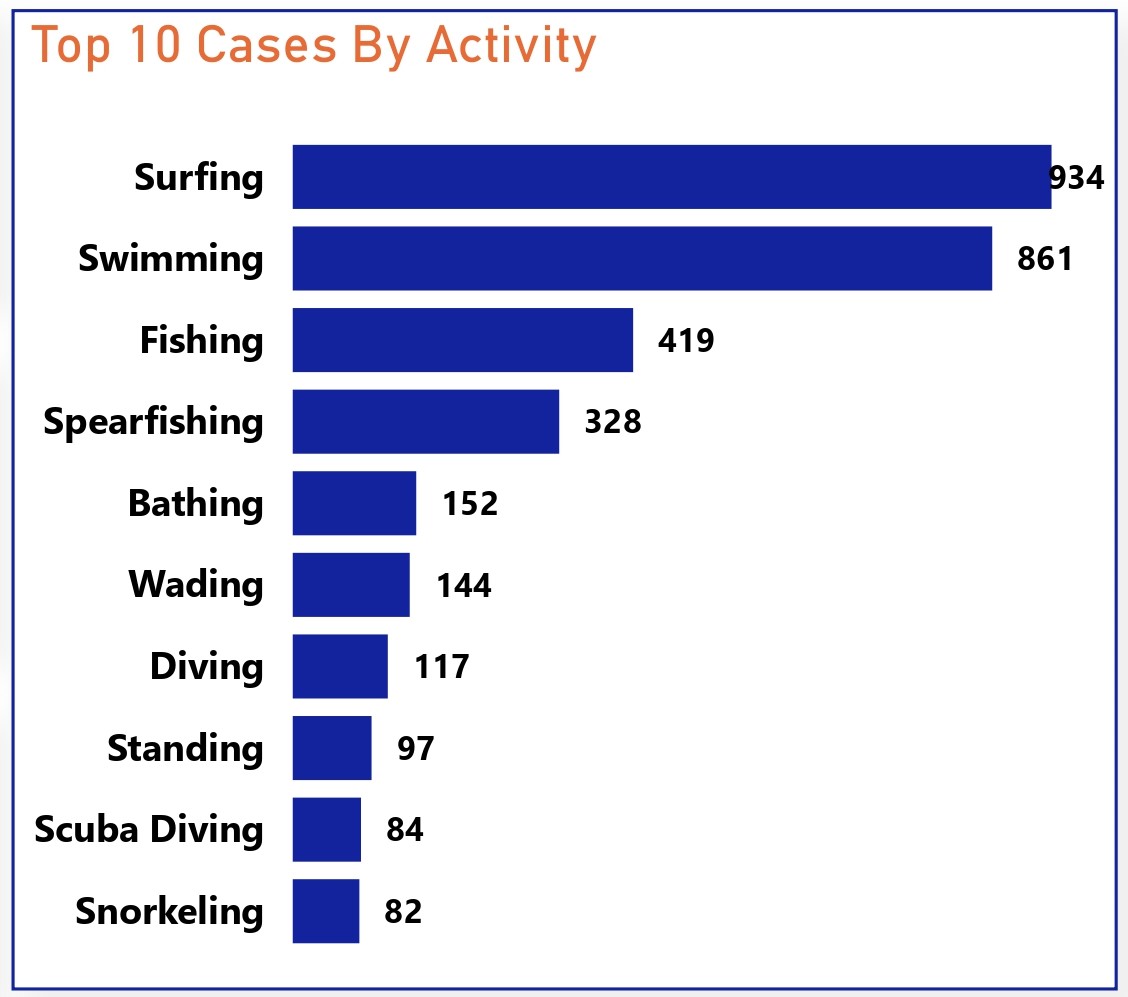 Top 10 Cases By Activity
Surfing 934
Swimming 861
Fishing 419
Spearfishing 328
Bathing 152
Wading 144
Diving 117
Standing 97
Scuba Diving 84
Snorkeling 82